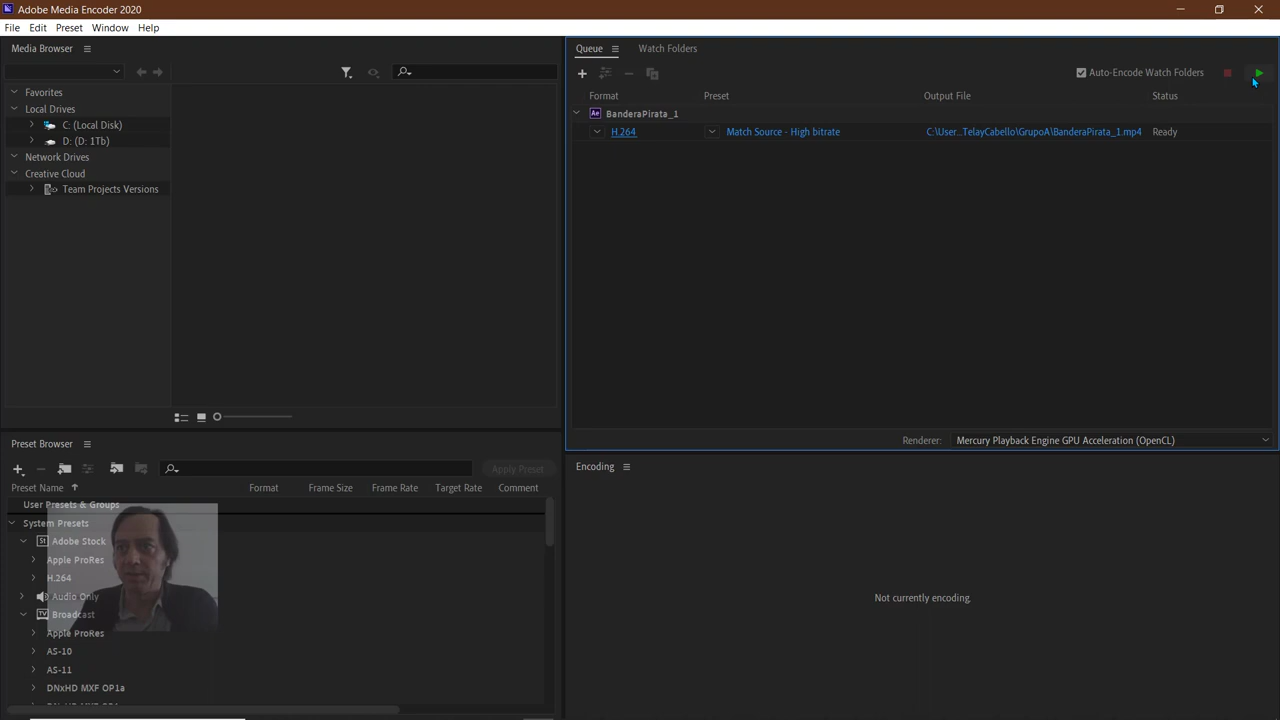 Adobe Media Encoder 2020
File Edit Preset Window Help
Media Browser
Favorites
Local Drives
C: (Local Disk)
D: (D: 1Tb)
Network Drives
Creative Cloud
Team Projects Versions
Queue Watch Folders
Auto-Encode Watch Folders
Format Preset Output File Status
Ae BanderaPirata_1
H.264 Match Source - High bitrate C:\User...TelayCabello\GrupoA\BanderaPirata_1.mp4 Ready
Renderer: Mercury Playback Engine GPU Acceleration (OpenCL)
Preset Browser
Apply Preset
Preset Name Format Frame Size Frame Rate Target Rate Comment
User Presets & Groups
System Presets
St Adobe Stock
Apple ProRes
H.264
Audio Only
TV Broadcast
Apple ProRes
AS-10
AS-11
DNxHD MXF OP1a
Encoding
Not currently encoding.